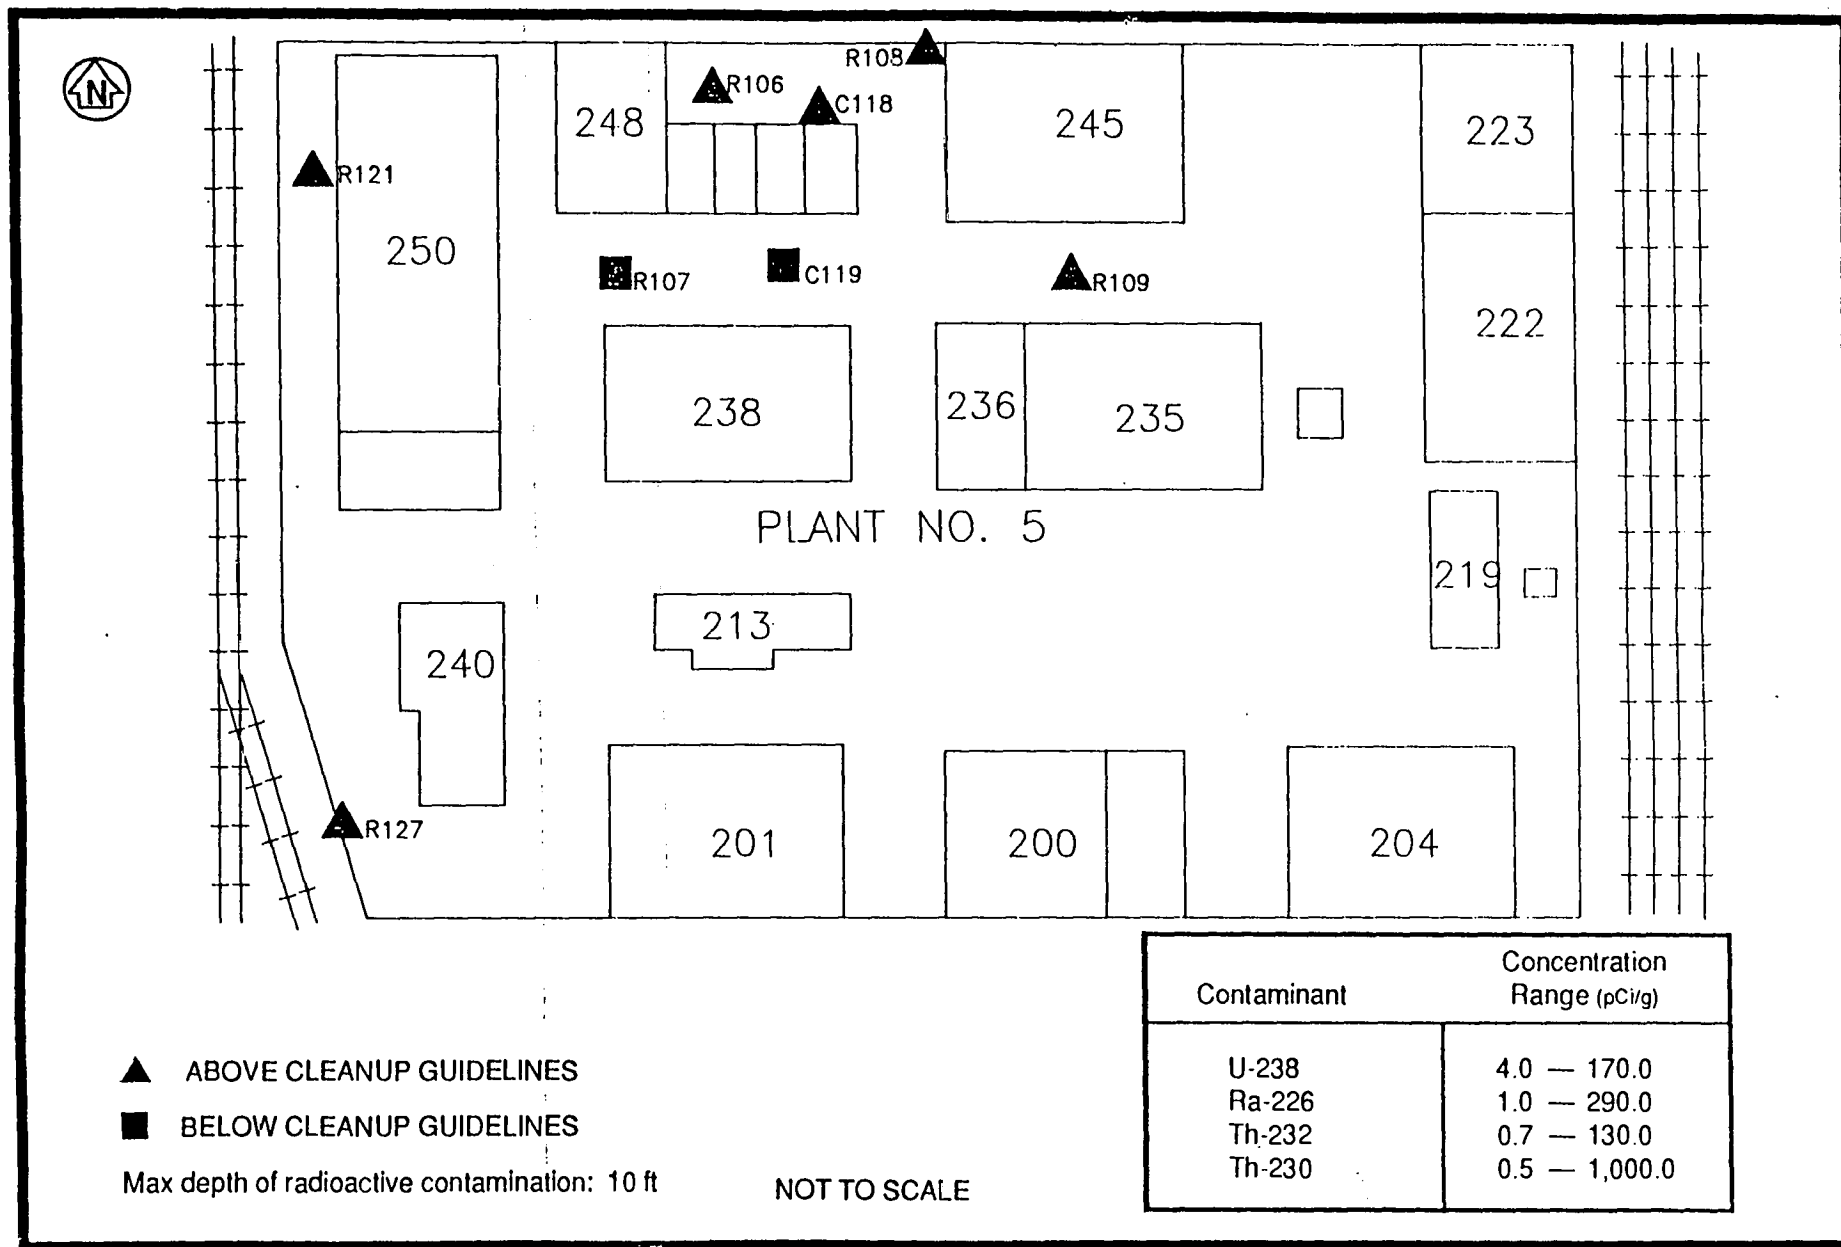 N
R108
R106
C118
248
245
223
R121
250
R107
C119
R109
222
238
236
235
PLANT NO. 5
219
213
240
R127
201
200
204
Contaminant
Concentration
Range (pCi/g)
U-238
4.0 — 170.0
Ra-226
1.0 — 290.0
Th-232
0.7 — 130.0
Th-230
0.5 — 1,000.0
ABOVE CLEANUP GUIDELINES
BELOW CLEANUP GUIDELINES
Max depth of radioactive contamination: 10 ft
NOT TO SCALE